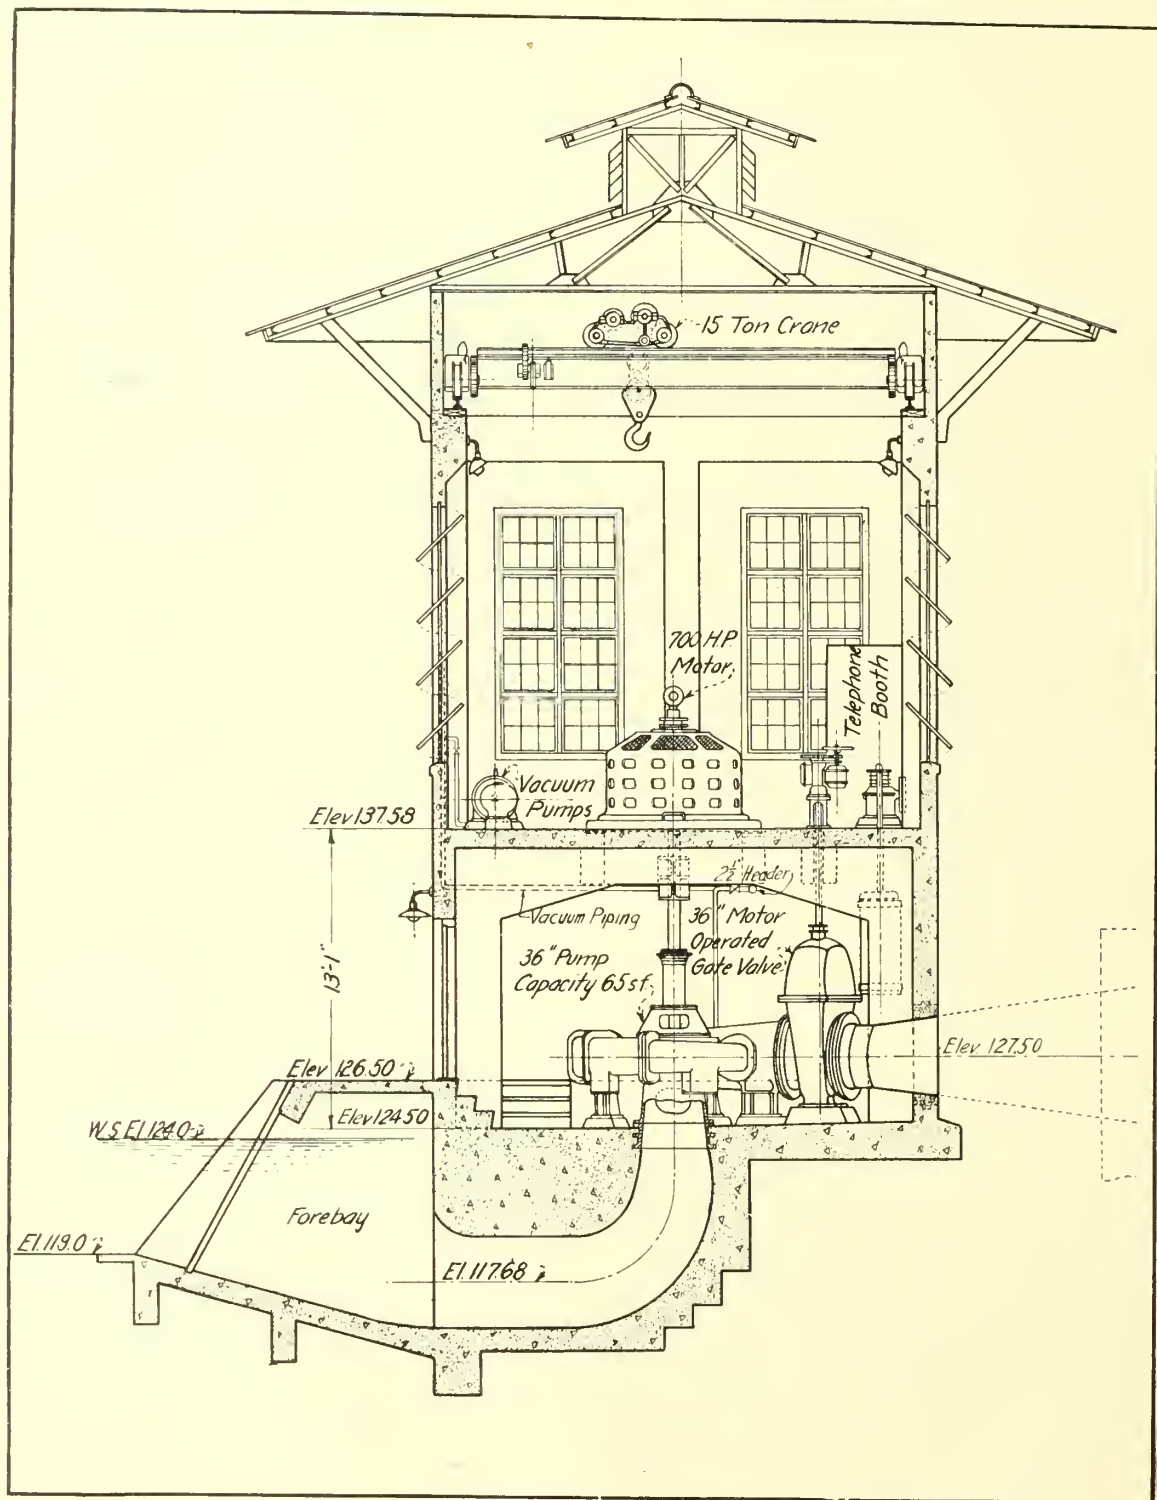 15 Ton Crane
700 H.P.
Motor
Telephone
Booth
Vacuum
Pumps
Elev 137.58
2½" Header
Vacuum Piping
36" Motor
Operated
Gate Valve
36" Pump
Capacity 65 sf.
13'-1"
Elev. 127.50
Elev 126.50
Elev 124.50
W.S. El. 124.0
Forebay
El. 119.0
El. 117.68